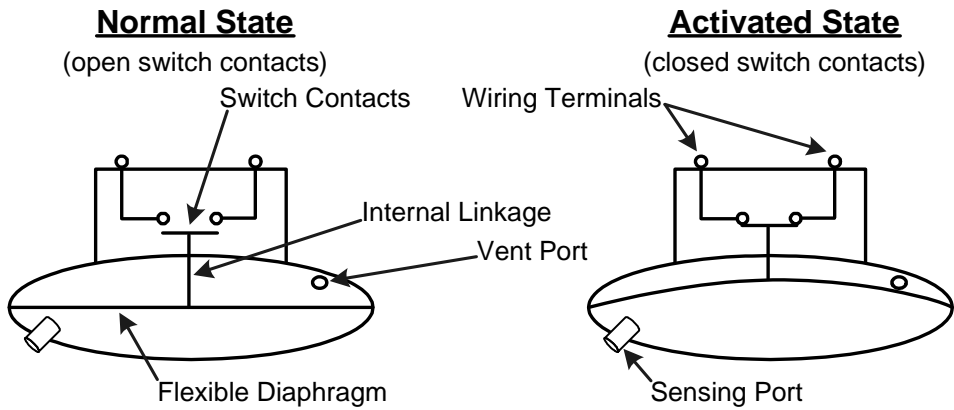 Normal State
(open switch contacts)
Switch Contacts
Activated State
(closed switch contacts)
Wiring Terminals
Internal Linkage
Vent Port
Flexible Diaphragm
Sensing Port